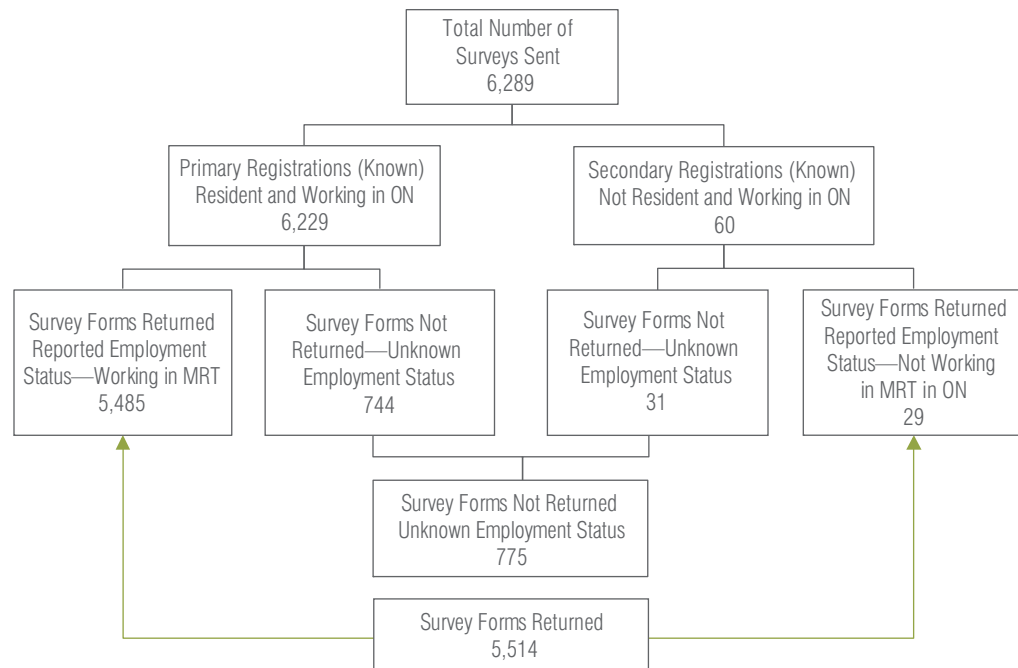 Total Number of
Surveys Sent
6,289
Primary Registrations (Known)
Resident and Working in ON
6,229
Secondary Registrations (Known)
Not Resident and Working in ON
60
Survey Forms Returned
Reported Employment
Status—Working in MRT
5,485
Survey Forms Not
Returned—Unknown
Employment Status
744
Survey Forms Not
Returned—Unknown
Employment Status
31
Survey Forms Returned
Reported Employment
Status—Not Working
in MRT in ON
29
Survey Forms Not Returned
Unknown Employment Status
775
Survey Forms Returned
5,514